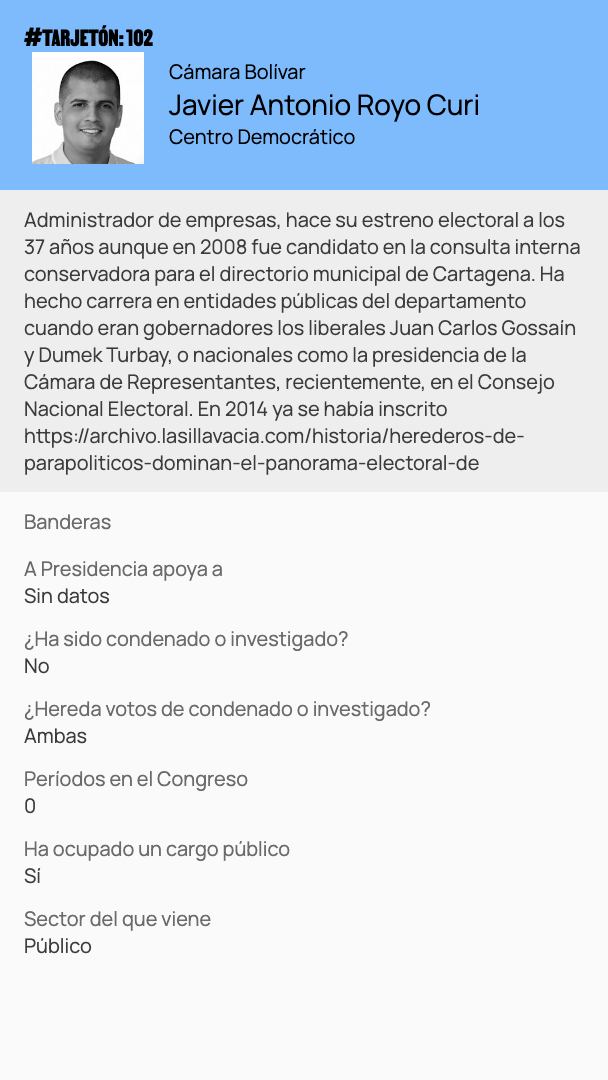 #TARJETÓN: 102
Cámara Bolívar
Javier Antonio Royo Curi
Centro Democrático
Administrador de empresas, hace su estreno electoral a los
37 años aunque en 2008 fue candidato en la consulta interna
conservadora para el directorio municipal de Cartagena. Ha
hecho carrera en entidades públicas del departamento
cuando eran gobernadores los liberales Juan Carlos Gossaín
y Dumek Turbay, o nacionales como la presidencia de la
Cámara de Representantes, recientemente, en el Consejo
Nacional Electoral. En 2014 ya se había inscrito
https://archivo.lasillavacia.com/historia/herederos-de-
parapoliticos-dominan-el-panorama-electoral-de
Banderas
A Presidencia apoya a
Sin datos
¿Ha sido condenado o investigado?
No
¿Hereda votos de condenado o investigado?
Ambas
Períodos en el Congreso
0
Ha ocupado un cargo público
Sí
Sector del que viene
Público